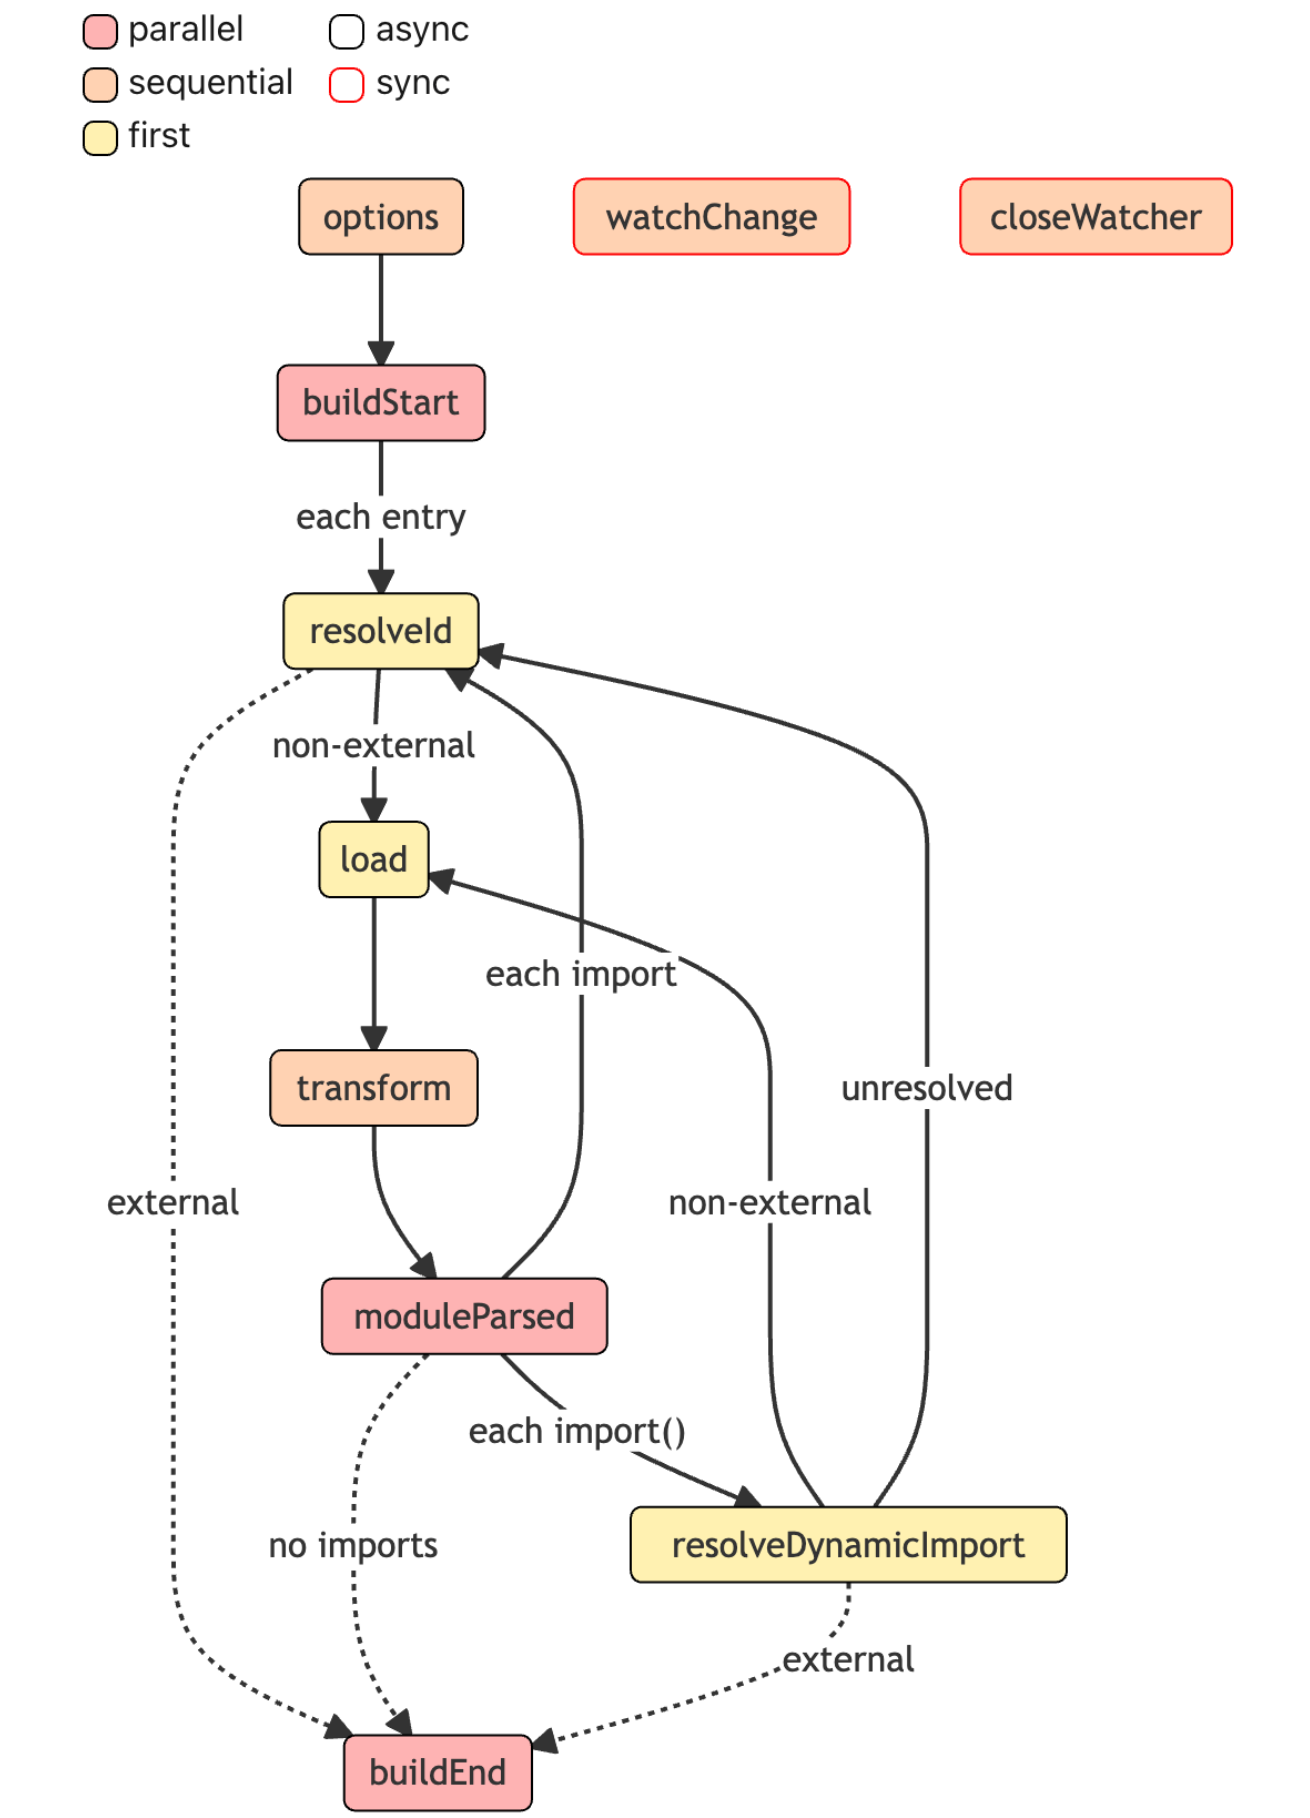 parallel
async
sequential
sync
first
options
watchChange
closeWatcher
buildStart
each entry
resolveId
non-external
load
each import
transform
unresolved
external
non-external
moduleParsed
each import()
no imports
resolveDynamicImport
external
buildEnd